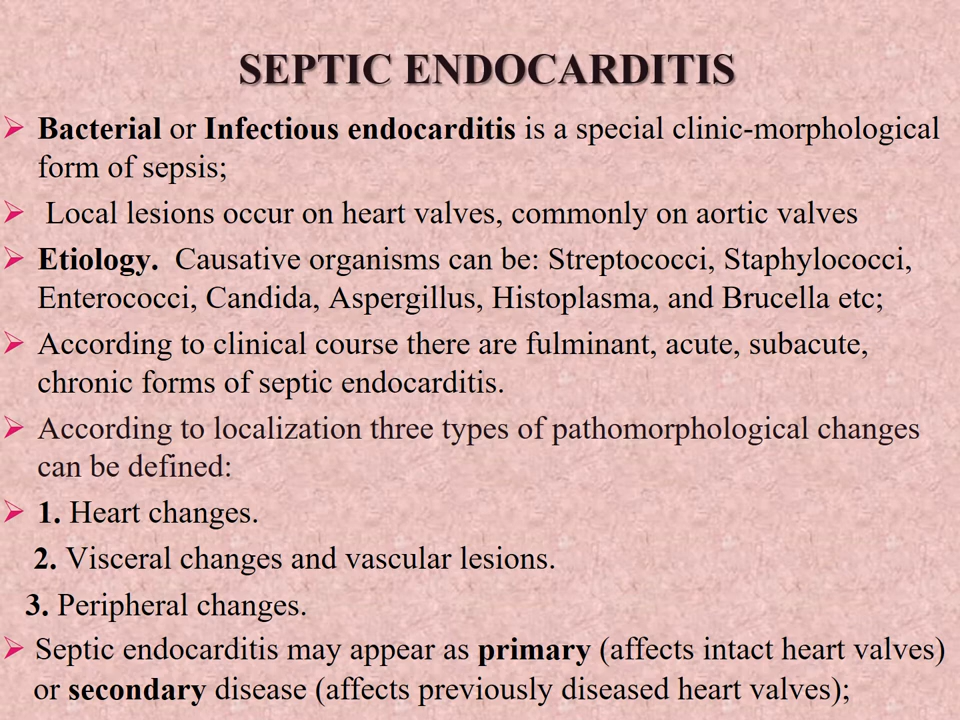 SEPTIC ENDOCARDITIS
Bacterial or Infectious endocarditis is a special clinic-morphological
form of sepsis;
Local lesions occur on heart valves, commonly on aortic valves
Etiology. Causative organisms can be: Streptococci, Staphylococci,
Enterococci, Candida, Aspergillus, Histoplasma, and Brucella etc;
According to clinical course there are fulminant, acute, subacute,
chronic forms of septic endocarditis.
According to localization three types of pathomorphological changes
can be defined:
1. Heart changes.
2. Visceral changes and vascular lesions.
3. Peripheral changes.
Septic endocarditis may appear as primary (affects intact heart valves)
or secondary disease (affects previously diseased heart valves);